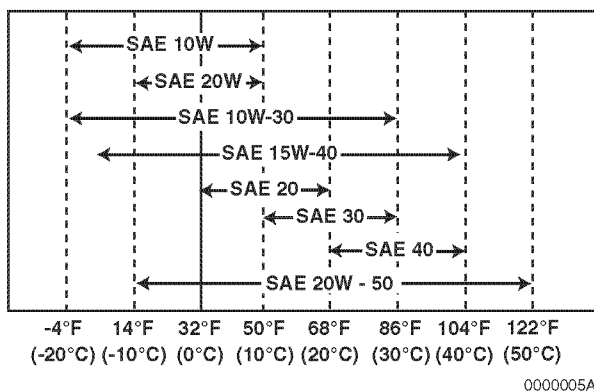 SAE 10W
SAE 20W
SAE 10W-30
SAE 15W-40
SAE 20
SAE 30
SAE 40
SAE 20W - 50
-4°F 14°F 32°F 50°F 68°F 86°F 104°F 122°F
(-20°C) (-10°C) (0°C) (10°C) (20°C) (30°C) (40°C) (50°C)
0000005A